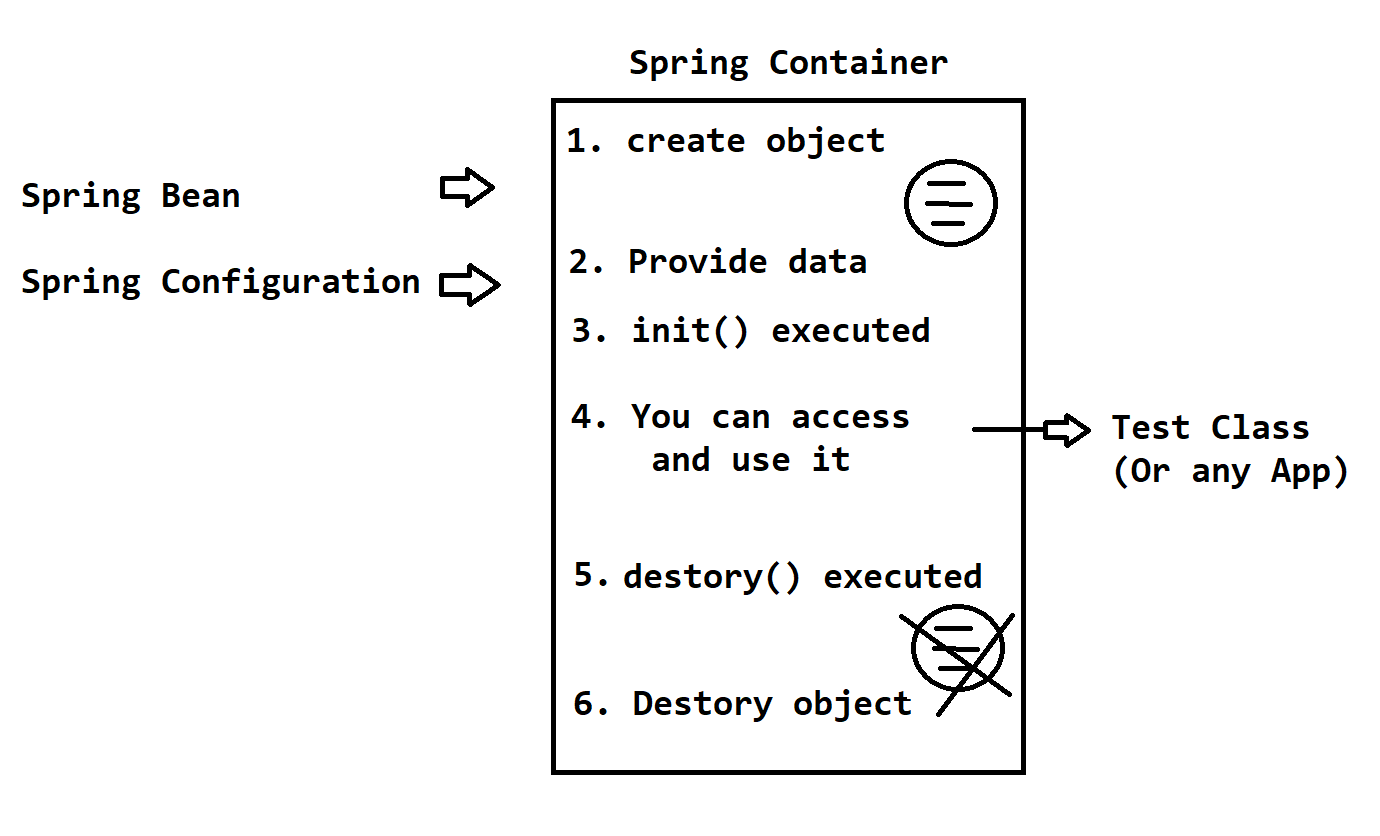 Spring Container
Spring Bean
Spring Configuration
1. create object
2. Provide data
3. init() executed
4. You can access
and use it
5. destory() executed
6. Destory object
Test Class
(Or any App)